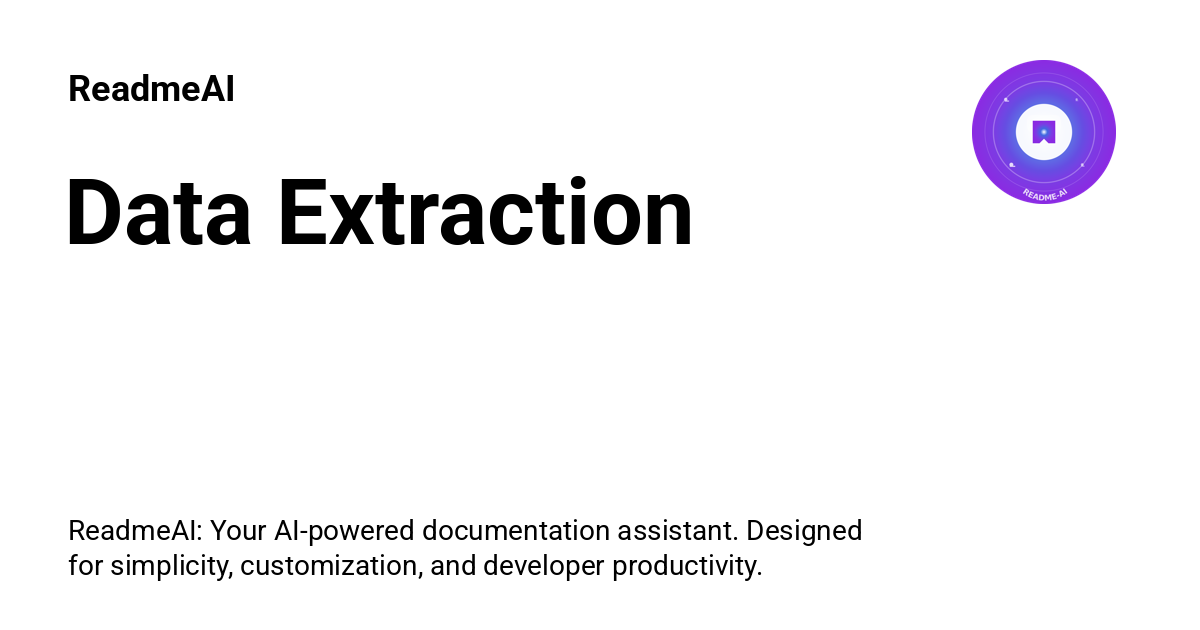 ReadmeAI
Data Extraction
README-AI
ReadmeAI: Your AI-powered documentation assistant. Designed
for simplicity, customization, and developer productivity.